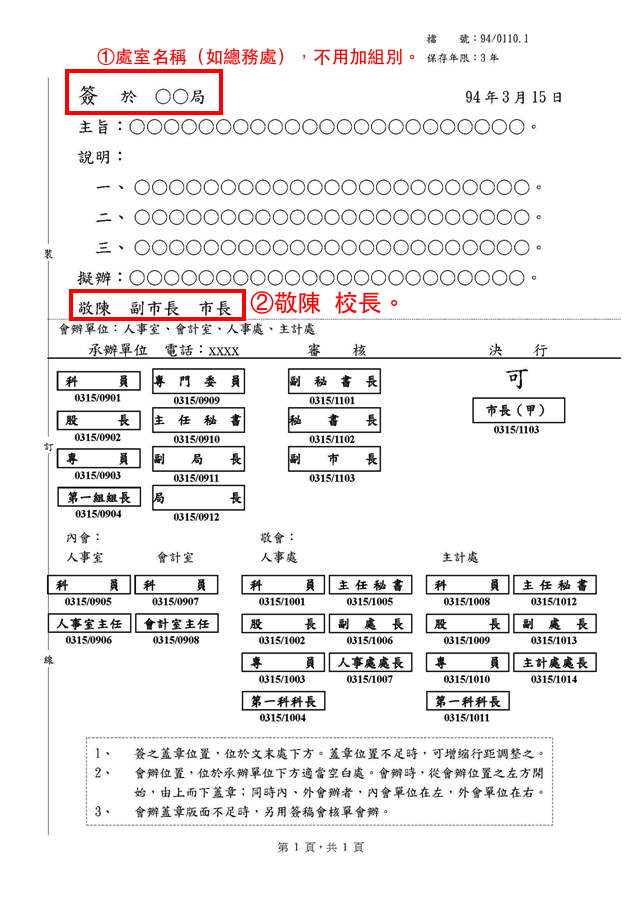 檔 號：94/0110.1
①處室名稱（如總務處），不用加組別。 保存年限：3 年
簽 於 ○○局
94 年 3 月 15 日
主旨：○○○○○○○○○○○○○○○○○○○○○○○。
說明：
一、○○○○○○○○○○○○○○○○○○○○○○○。
二、○○○○○○○○○○○○○○○○○○○○○○○。
三、○○○○○○○○○○○○○○○○○○○○○○○。
裝
擬辦：○○○○○○○○○○○○○○○○○○○○○○○。
敬陳 副市長 市長 ②敬陳 校長。
會辦單位：人事室、會計室、人事處、主計處
承辦單位 電話：xxxx 審 核 決 行
科 員 專 門 委 員 副 秘 書 長 可
0315/0901 0315/0909 0315/1101
股 長 主 任 秘 書 秘 書 長 市長（甲）
0315/0902 0315/0910 0315/1102 0315/1103
訂
專 員 副 局 長 副 市 長
0315/0903 0315/0911 0315/1103
第一組組長 局 長
0315/0904 0315/0912
內會： 敬會：
人事室 會計室 人事處 主計處
科 員 科 員 科 員 主 任 秘 書 科 員 主 任 秘 書
0315/0905 0315/0907 0315/1001 0315/1005 0315/1008 0315/1012
人事室主任 會計室主任 股 長 副 處 長 股 長 副 處 長
0315/0906 0315/0908 0315/1002 0315/1006 0315/1009 0315/1013
線
專 員 人事處處長 專 員 主計處處長
0315/1003 0315/1007 0315/1010 0315/1014
第一科科長 第一科科長
0315/1004 0315/1011
1、 簽之蓋章位置，位於文末處下方。蓋章位置不足時，可增縮行距調整之。
2、 會辦位置，位於承辦單位下方適當空白處。會辦時，從會辦位置之左方開
始，由上而下蓋章；同時內、外會辦者，內會單位在左，外會單位在右。
3、 會辦蓋章版面不足時，另用簽稿會核單會辦。
第 1 頁，共 1 頁